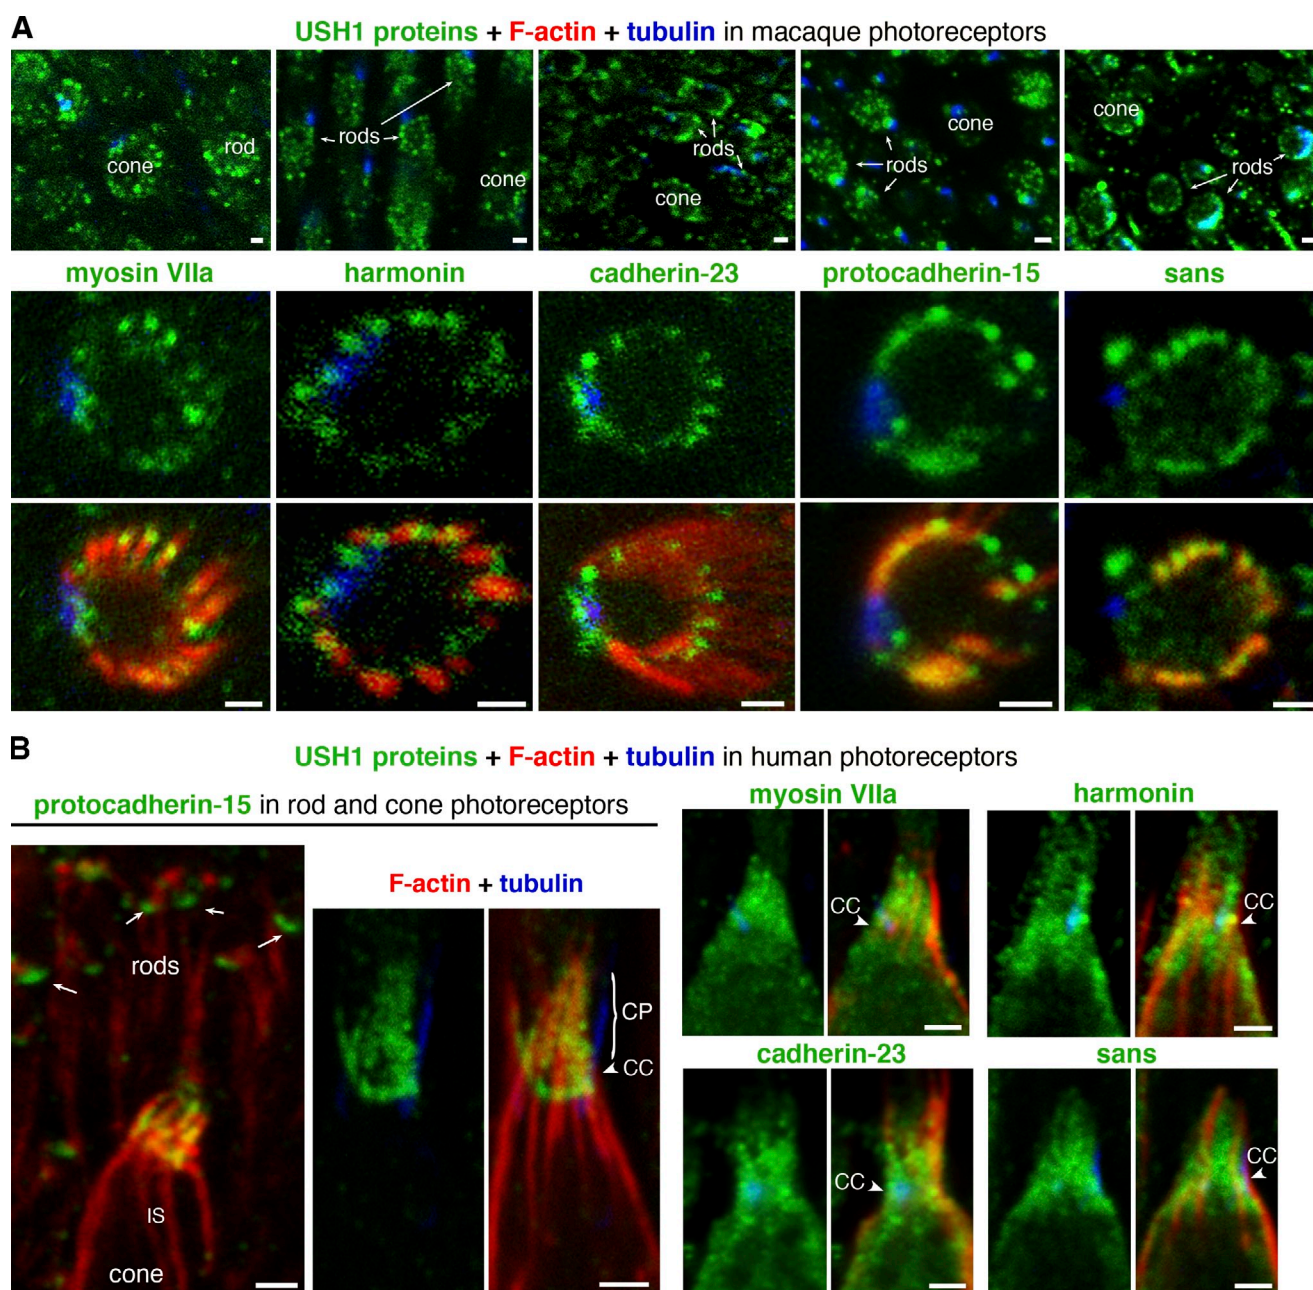 A
USH1 proteins + F-actin + tubulin in macaque photoreceptors
cone
rod
rods
cone
rods
cone
cone
rods
cone
rods
myosin VIIa
harmonin
cadherin-23
protocadherin-15
sans
B
USH1 proteins + F-actin + tubulin in human photoreceptors
protocadherin-15 in rod and cone photoreceptors
rods
IS
cone
F-actin + tubulin
CP
CC
myosin VIIa
CC
harmonin
CC
cadherin-23
CC
sans
CC